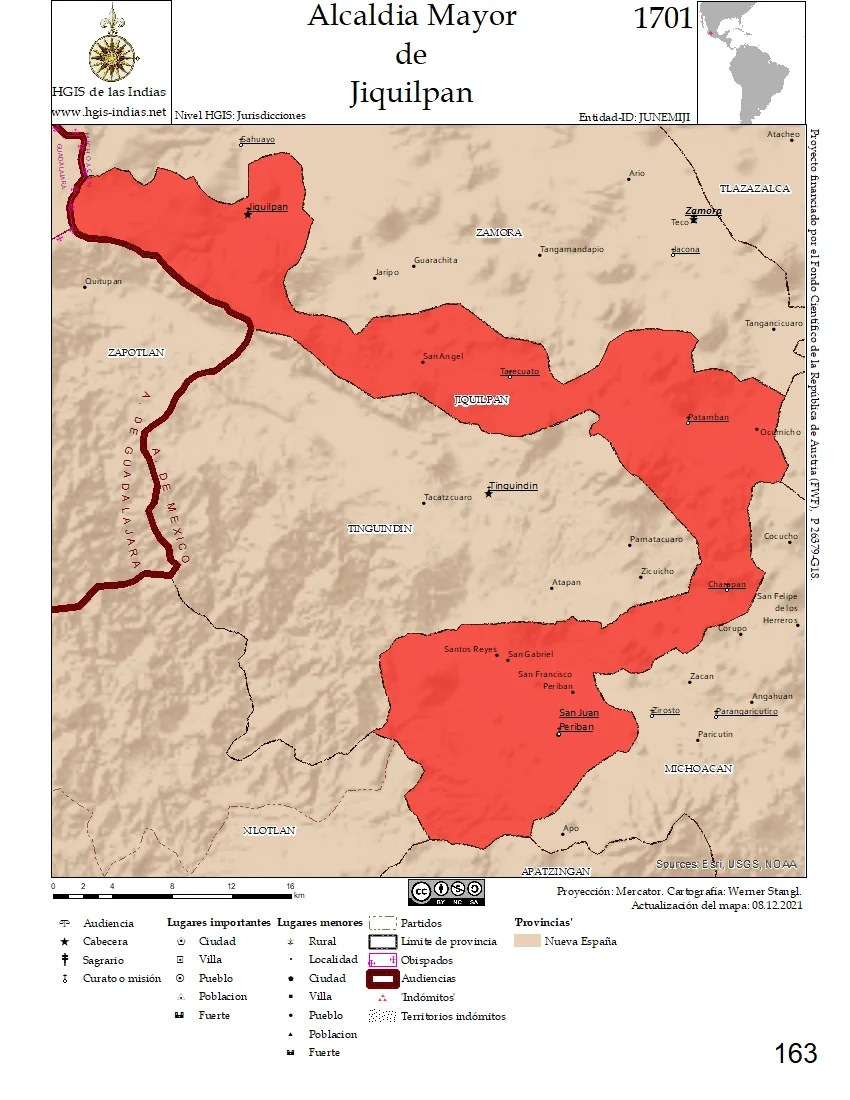 Alcaldia Mayor
de
Jiquilpan
1701
HGIS de las Indias
www.hgis-indias.net
Nivel HGIS: Jurisdicciones
Entidad-ID: JUNEMIJI
Sahuayo
Atacheo
Ario
TLAZAZALCA
GUADALAJARA
Jiquilpan
Zamora
Teco
ZAMORA
Jacona
Tangamandapio
Guarachita
Jaripo
Quitupan
Tangancicuaro
ZAPOTLAN
San Angel
Tarecuato
JIQUILPAN
Patamban
Ocumicho
A. DE GUADALAJARA
A. DE MEXICO
Tinguindin
Tacatzcuaro
TINGUINDIN
Pamatacuaro
Cocucho
Zicuicho
Atapan
Charapan
San Felipe
de los
Herreros
Corupo
Santos Reyes
San Gabriel
San Francisco
Periban
Zacan
Angahuan
San Juan
Periban
Zirosto
Parangaricutiro
Paricutin
MICHOACAN
XILOTLAN
Apo
APATZINGAN
Sources: Esri, USGS, NOAA
Proyecto financiado por el Fondo Científico de la República de Austria (FWF), P 26379-G18.
0 2 4 8 12 16
km
CC BY NC SA
Proyección: Mercator. Cartografía: Werner Stangl.
Actualización del mapa: 08.12.2021
Audiencia
Cabecera
Sagrario
Curato o misión
Lugares importantes
Ciudad
Villa
Pueblo
Poblacion
Fuerte
Lugares menores
Rural
Localidad
Ciudad
Villa
Pueblo
Poblacion
Fuerte
Partidos
Límite de provincia
Obispados
Audiencias
'Indómitos'
Territorios indómitos
'Provincias'
Nueva España
163